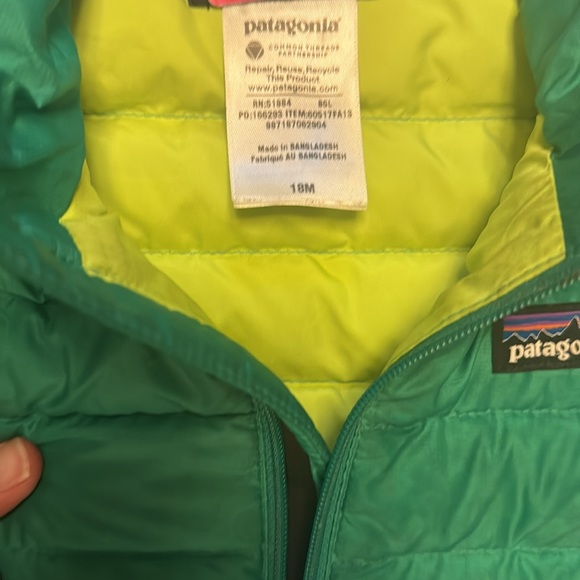 patagonia
COMMON THREADS
PARTNERSHIP
Repair, Reuse, Recycle
This Product
www.patagonia.com
RN:51884 BSL
PO:166293 ITEM:60517FA13
887187062904
Made in BANGLADESH
Fabriqué AU BANGLADESH
18M
patago